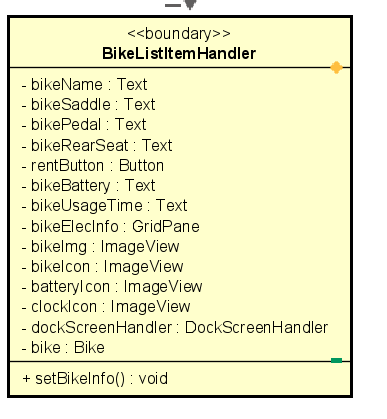 <<boundary>>
BikeListItemHandler
- bikeName : Text
- bikeSaddle : Text
- bikePedal : Text
- bikeRearSeat : Text
- rentButton : Button
- bikeBattery : Text
- bikeUsageTime : Text
- bikeElecInfo : GridPane
- bikeImg : ImageView
- bikeIcon : ImageView
- batteryIcon : ImageView
- clockIcon : ImageView
- dockScreenHandler : DockScreenHandler
- bike : Bike
+ setBikeInfo() : void